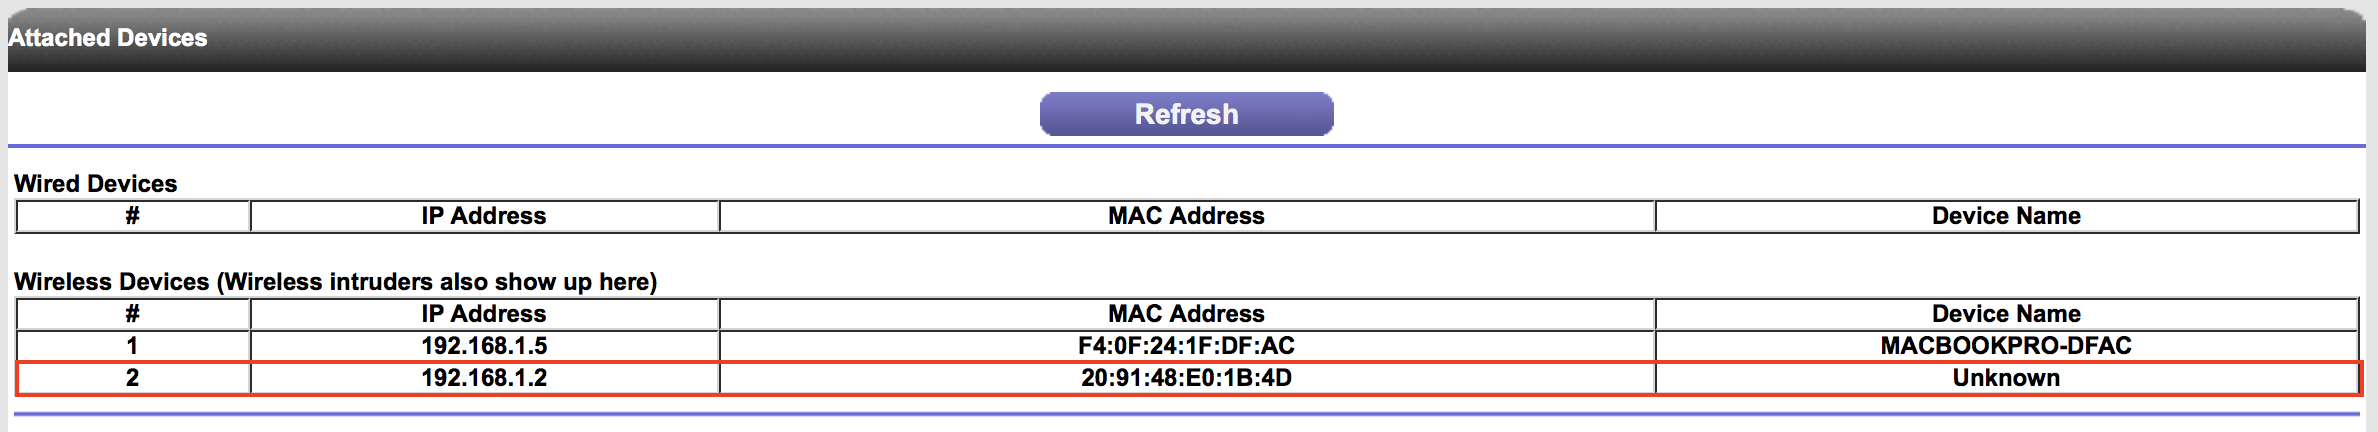 Attached Devices
Refresh
Wired Devices
# IP Address MAC Address Device Name
Wireless Devices (Wireless intruders also show up here)
# IP Address MAC Address Device Name
1 192.168.1.5 F4:0F:24:1F:DF:AC MACBOOKPRO-DFAC
2 192.168.1.2 20:91:48:E0:1B:4D Unknown